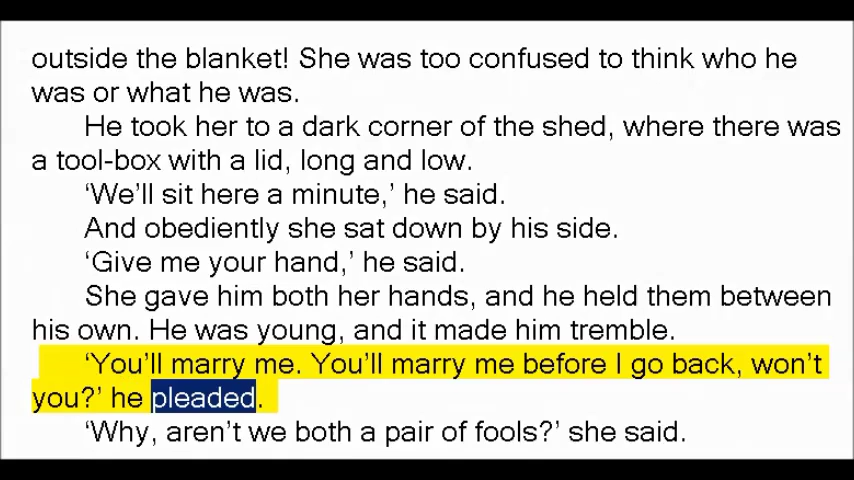 outside the blanket! She was too confused to think who he
was or what he was.
He took her to a dark corner of the shed, where there was
a tool-box with a lid, long and low.
‘We’ll sit here a minute,’ he said.
And obediently she sat down by his side.
‘Give me your hand,’ he said.
She gave him both her hands, and he held them between
his own. He was young, and it made him tremble.
‘You’ll marry me. You’ll marry me before I go back, won’t
you?’ he pleaded.
‘Why, aren’t we both a pair of fools?’ she said.